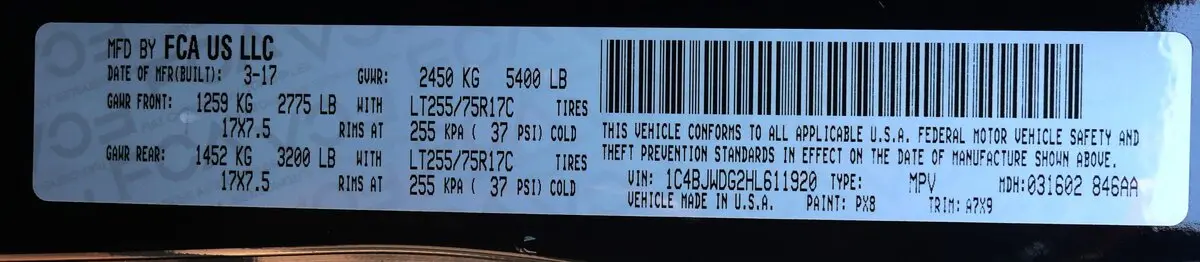 MFD BY FCA US LLC
DATE OF MFR(BUILT): 3-17 GVWR: 2450 KG 5400 LB
GAWR FRONT: 1259 KG 2775 LB WITH LT255/75R17C TIRES
17X7.5 RIMS AT 255 KPA ( 37 PSI) COLD
GAWR REAR: 1452 KG 3200 LB WITH LT255/75R17C TIRES
17X7.5 RIMS AT 255 KPA ( 37 PSI) COLD
THIS VEHICLE CONFORMS TO ALL APPLICABLE U.S.A. FEDERAL MOTOR VEHICLE SAFETY AND
THEFT PREVENTION STANDARDS IN EFFECT ON THE DATE OF MANUFACTURE SHOWN ABOVE.
VIN: 1C4BJWDG2HL611920 TYPE: MPV MDH:031602 846AA
VEHICLE MADE IN U.S.A. PAINT: PX8 TRIM: A7X9